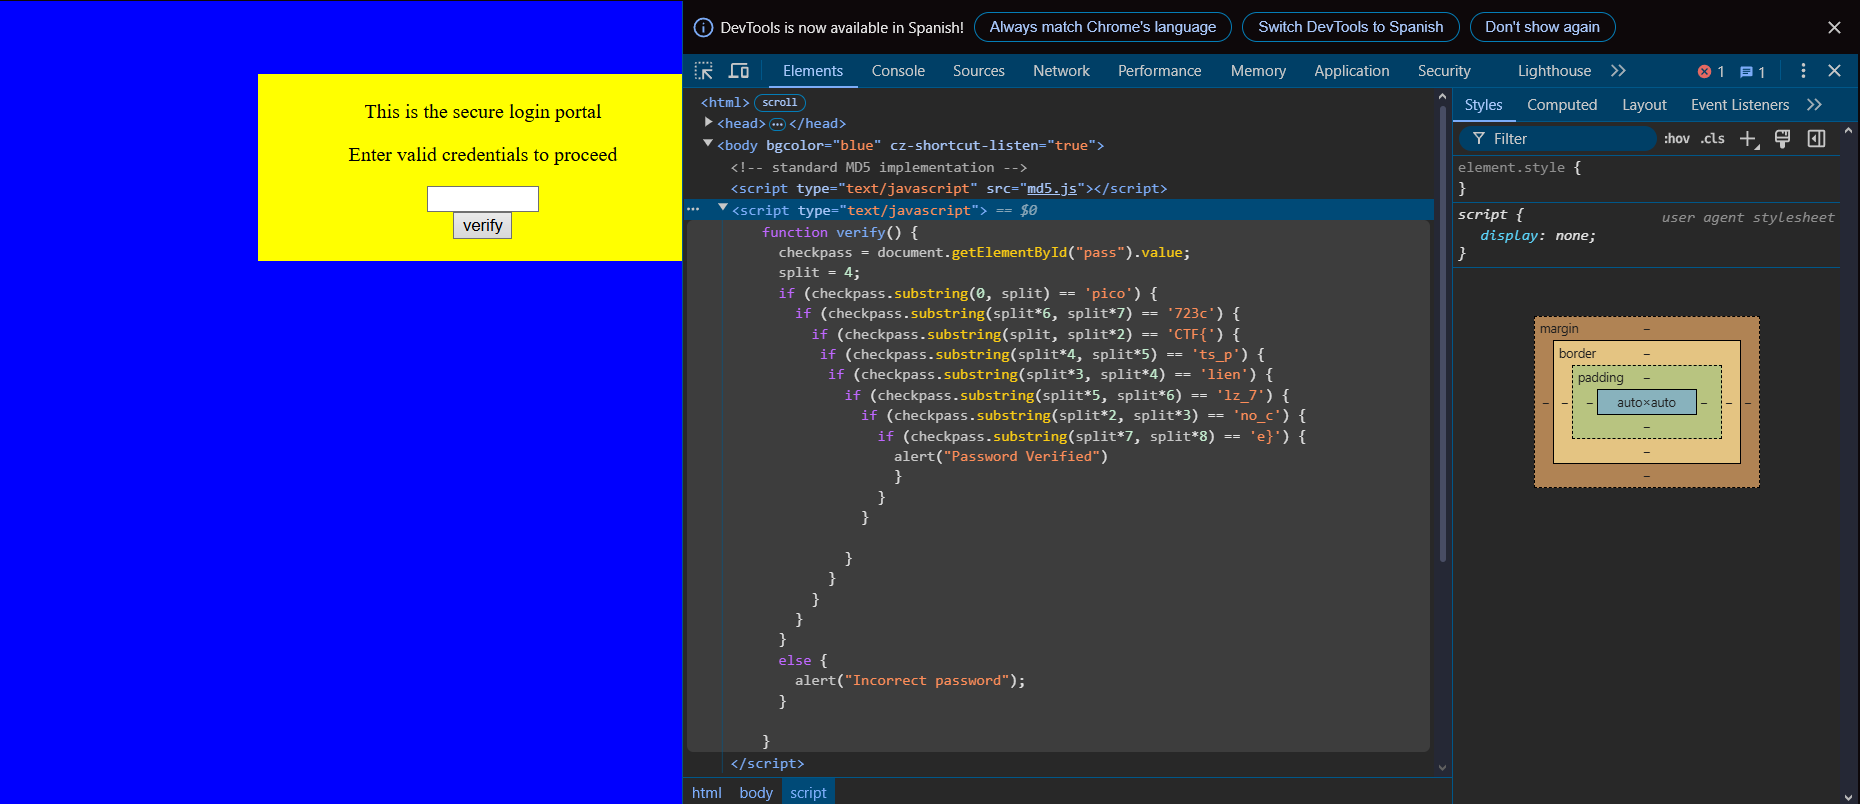 This is the secure login portal
Enter valid credentials to proceed
verify
DevTools is now available in Spanish! Always match Chrome's language Switch DevTools to Spanish Don't show again
Elements Console Sources Network Performance Memory Application Security Lighthouse 1 1
<html> scroll
<head> … </head>
<body bgcolor="blue" cz-shortcut-listen="true">
<!-- standard MD5 implementation -->
<script type="text/javascript" src="md5.js"></script>
<script type="text/javascript"> == $0
function verify() {
checkpass = document.getElementById("pass").value;
split = 4;
if (checkpass.substring(0, split) == 'pico') {
if (checkpass.substring(split*6, split*7) == '723c') {
if (checkpass.substring(split, split*2) == 'CTF{') {
if (checkpass.substring(split*4, split*5) == 'ts_p') {
if (checkpass.substring(split*3, split*4) == 'lien') {
if (checkpass.substring(split*5, split*6) == 'lz_7') {
if (checkpass.substring(split*2, split*3) == 'no_c') {
if (checkpass.substring(split*7, split*8) == 'e}') {
alert("Password Verified")
}
}
}
}
}
}
}
}
else {
alert("Incorrect password");
}
}
</script>
html body script
Styles Computed Layout Event Listeners
Filter :hov .cls
element.style {
}
script { user agent stylesheet
display: none;
}
margin –
border –
padding –
– – – auto×auto – – –
–
–
–